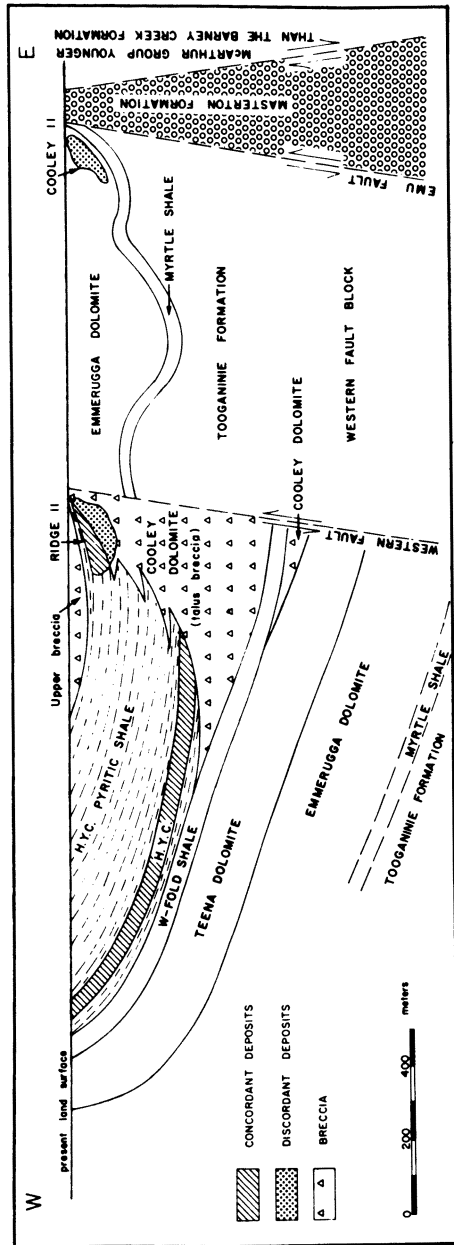 W
E
present land surface
Upper breccia
RIDGE II
COOLEY II
McARTHUR GROUP YOUNGER
THAN THE BARNEY CREEK FORMATION
H.Y.C. PYRITIC SHALE
H.Y.C.
W-FOLD SHALE
TEENA DOLOMITE
EMMERUGGA DOLOMITE
MYRTLE SHALE
TOOGANINIE FORMATION
COOLEY
DOLOMITE
(talus breccia)
COOLEY DOLOMITE
WESTERN FAULT
EMMERUGGA DOLOMITE
MYRTLE SHALE
TOOGANINIE FORMATION
WESTERN FAULT BLOCK
MASTERTON FORMATION
EMU
FAULT
CONCORDANT DEPOSITS
DISCORDANT DEPOSITS
BRECCIA
0 200 400
meters